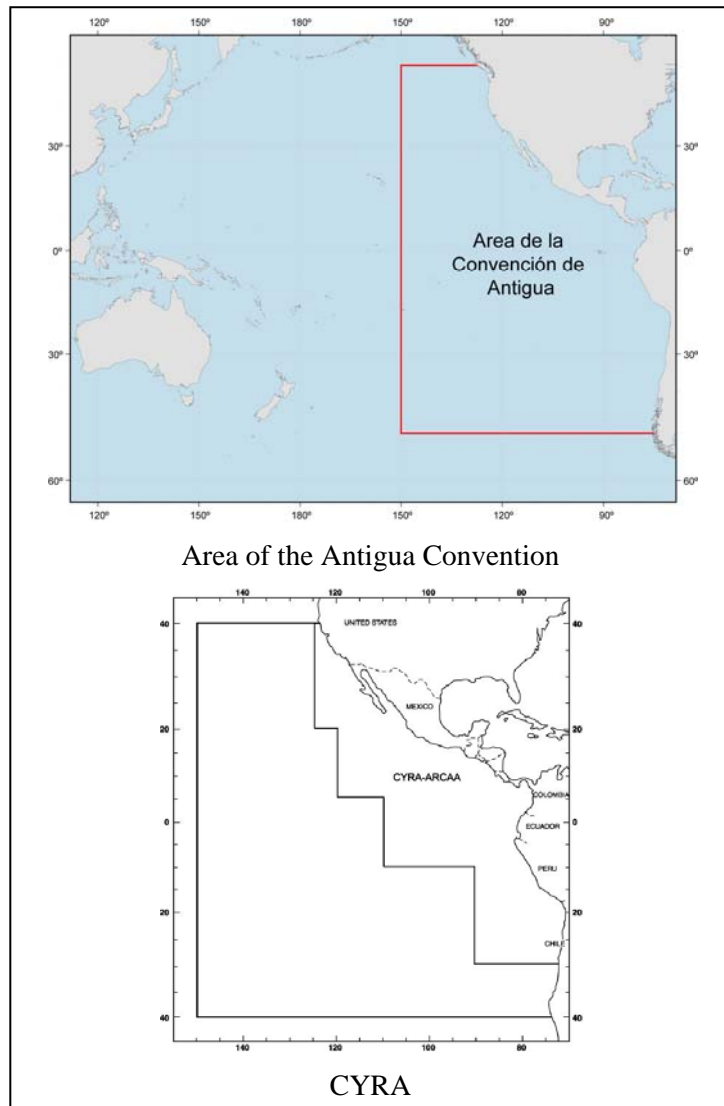 120° 150° 180° 150° 120° 90°
30° 30°
0° 0°
30° 30°
60° 60°
Area de la
Convención de
Antigua
120° 150° 180° 150° 120° 90°
Area of the Antigua Convention
140 120 100 80
40 40
UNITED STATES
MEXICO
20 20
CYRA-ARCAA
COLOMBIA
0 0
ECUADOR
PERU
20 20
CHILE
40 40
140 120 100 80
CYRA